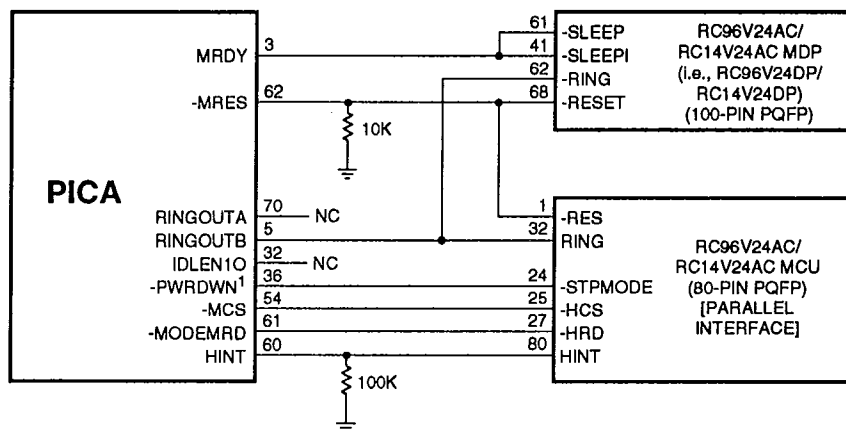 61
-SLEEP
MRDY
3
41
-SLEEPI
62
-RING
-MRES
62
68
-RESET
10K
RC96V24AC/
RC14V24AC MDP
(i.e., RC96V24DP/
RC14V24DP)
(100-PIN PQFP)
PICA
RINGOUTA
70
NC
1
-RES
RINGOUTB
5
32
RING
IDLEN1O
32
NC
-PWRDWN1
36
24
-STPMODE
-MCS
54
25
-HCS
-MODEMRD
61
27
-HRD
HINT
60
80
HINT
100K
RC96V24AC/
RC14V24AC MCU
(80-PIN PQFP)
[PARALLEL
INTERFACE]